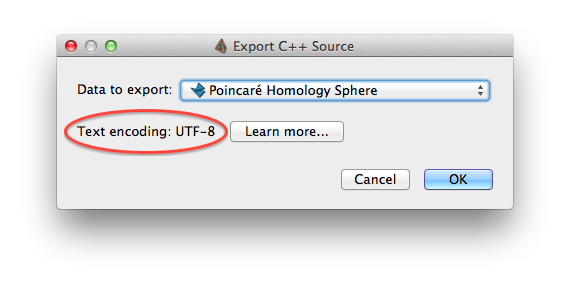 Export C++ Source
Data to export: Poincaré Homology Sphere
Text encoding: UTF-8 Learn more...
Cancel OK